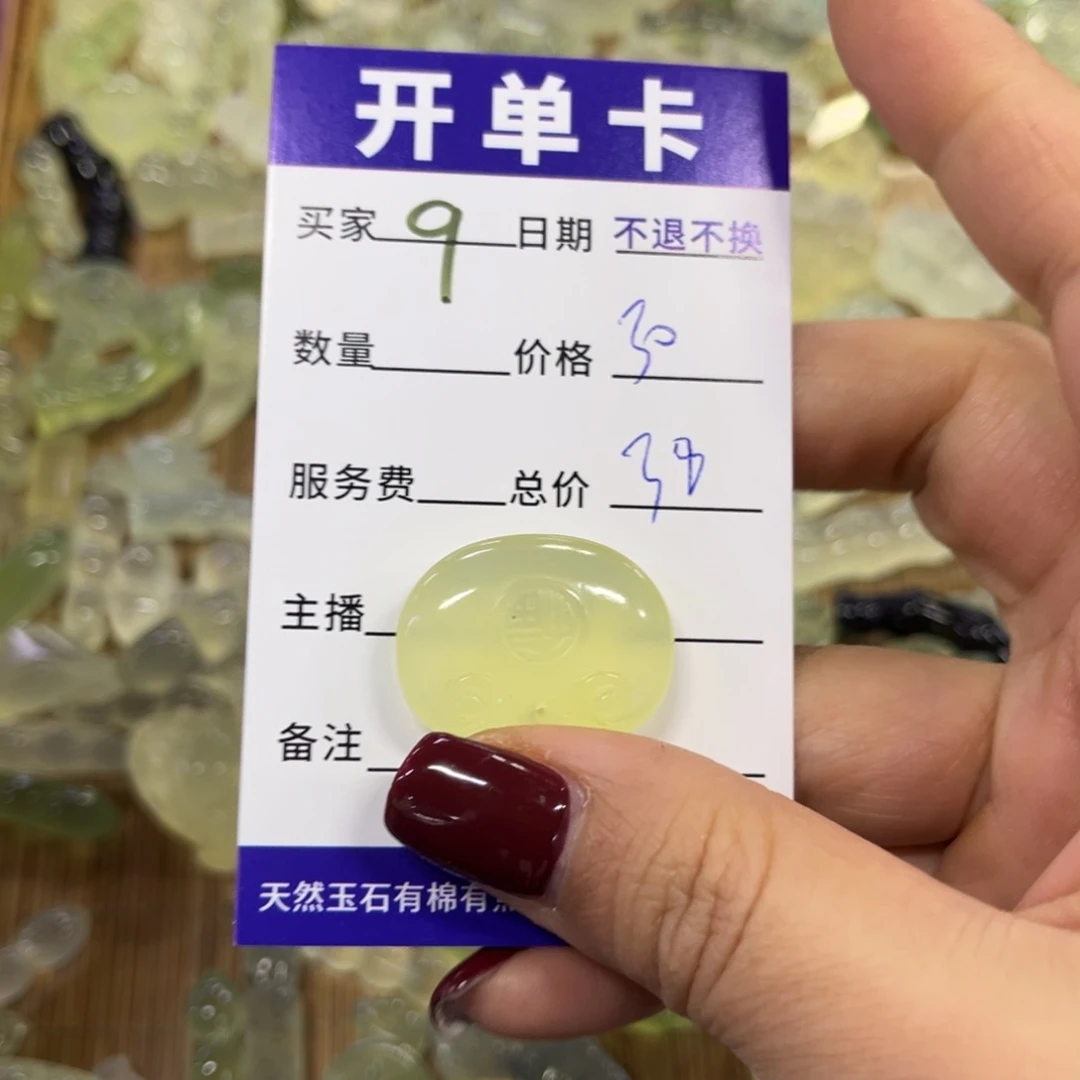 开单卡
买家 9 日期 不退不换
数量 价格 30
服务费 总价 38
主播
备注
天然玉石有棉有